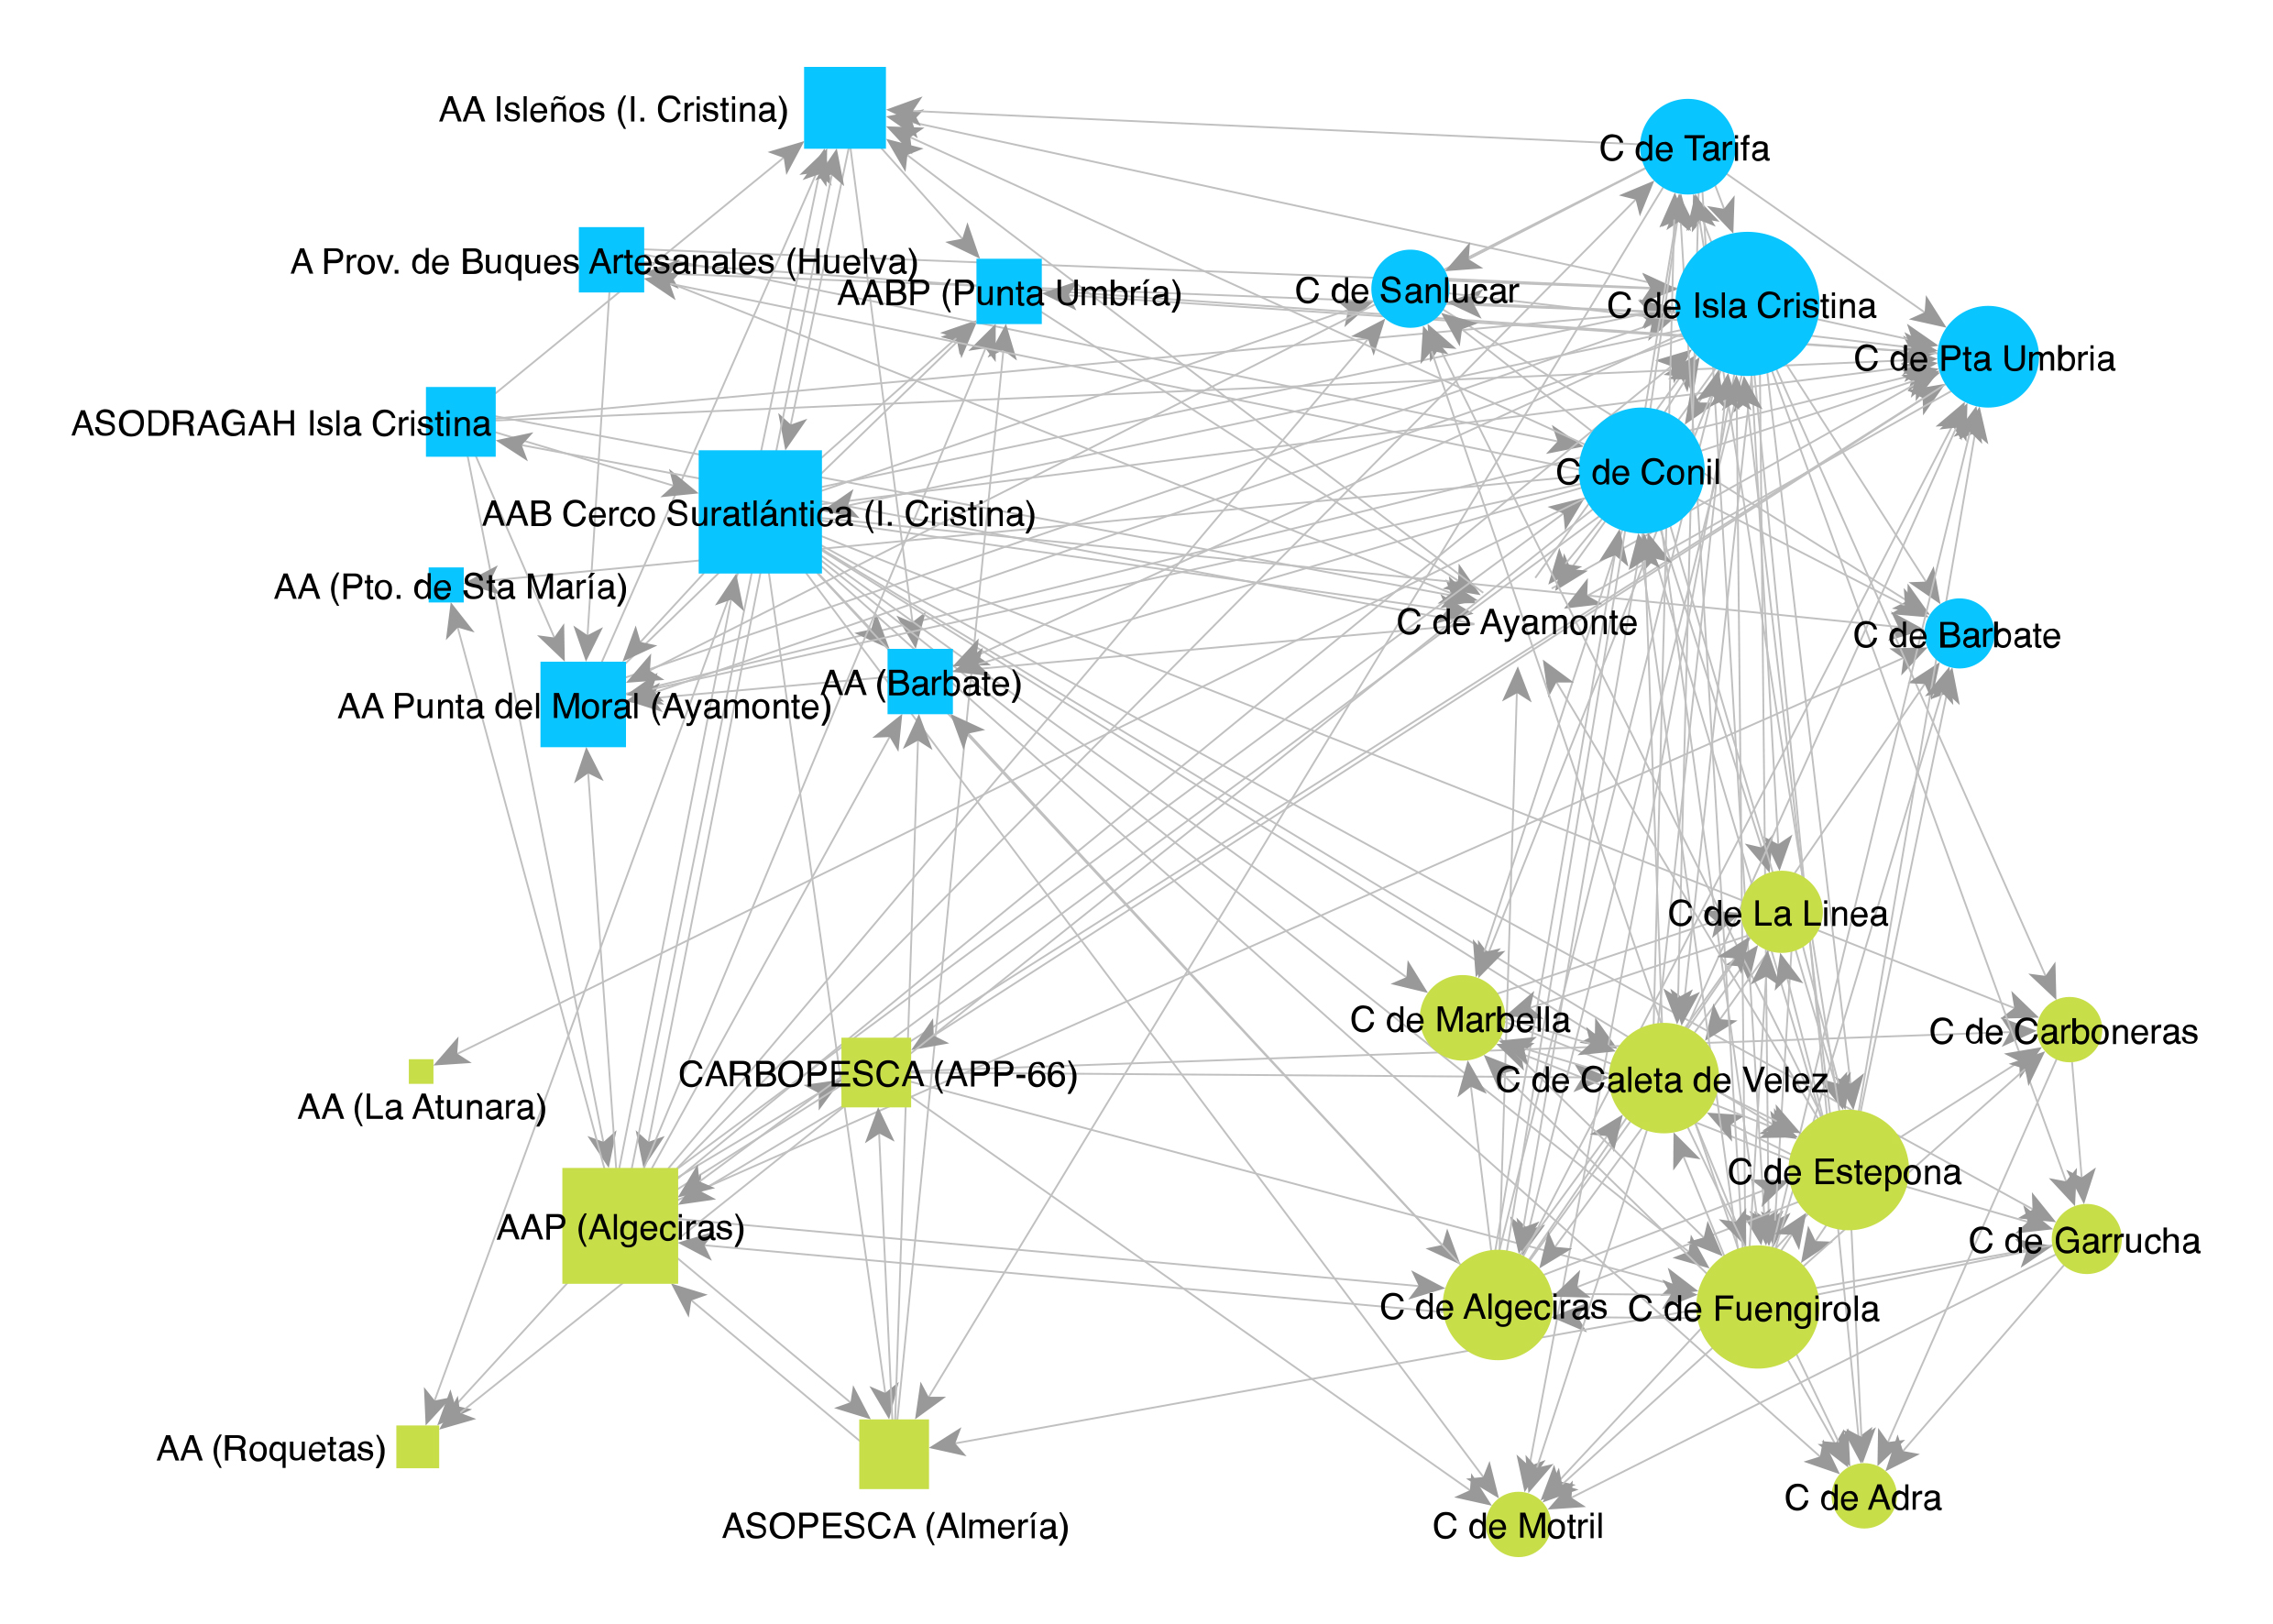 AA Isleños (I. Cristina)
C de Tarifa
A Prov. de Buques Artesanales (Huelva)
AABP (Punta Umbría)
C de Sanlucar
C de Isla Cristina
C de Pta Umbria
ASODRAGAH Isla Cristina
C de Conil
AAB Cerco Suratlántica (I. Cristina)
AA (Pto. de Sta María)
C de Ayamonte
C de Barbate
AA (Barbate)
AA Punta del Moral (Ayamonte)
C de La Linea
C de Marbella
C de Carboneras
CARBOPESCA (APP-66)
C de Caleta de Velez
AA (La Atunara)
C de Estepona
AAP (Algeciras)
C de Garrucha
C de Algeciras
C de Fuengirola
AA (Roquetas)
C de Adra
ASOPESCA (Almería)
C de Motril